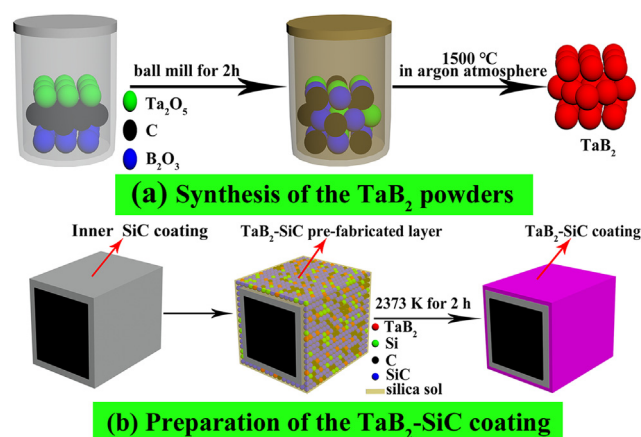 ball mill for 2h
Ta₂O₅
C
B₂O₃
1500 ℃
in argon atmosphere
TaB₂
(a) Synthesis of the TaB₂ powders
Inner SiC coating
TaB₂-SiC pre-fabricated layer
TaB₂-SiC coating
2373 K for 2 h
TaB₂
Si
C
SiC
silica sol
(b) Preparation of the TaB₂-SiC coating